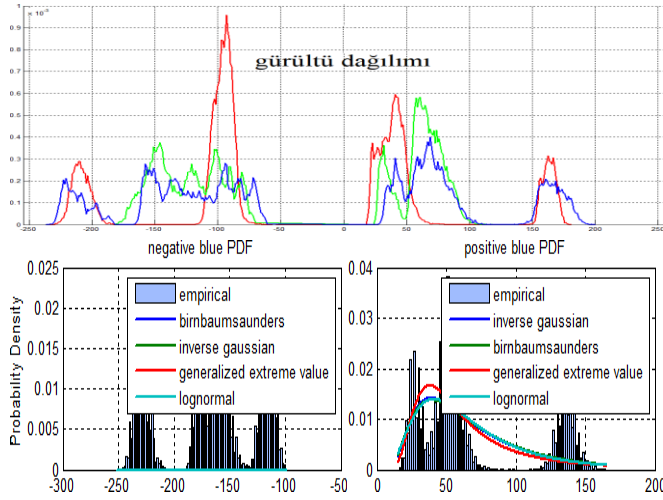 x 10⁻³
1
0.9
0.8
0.7
0.6
0.5
0.4
0.3
0.2
0.1
0
gürültü dağılımı
-250 -200 -150 -100 -50 0 50 100 150 200 250
negative blue PDF
positive blue PDF
Probability Density
0.025
0.02
0.015
0.01
0.005
0
empirical
birnbaumsaunders
inverse gaussian
generalized extreme value
lognormal
-300 -250 -200 -150 -100 -50
0.04
0.03
0.02
0.01
0
empirical
inverse gaussian
birnbaumsaunders
generalized extreme value
lognormal
0 50 100 150 200